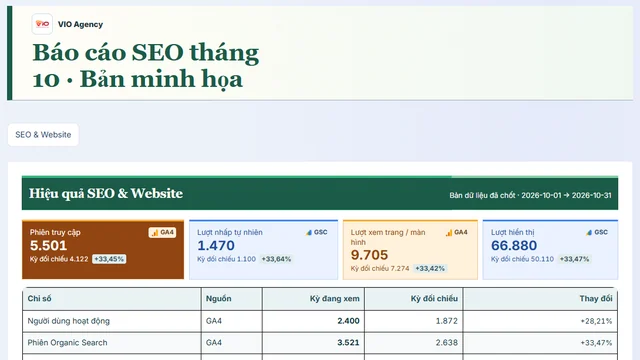 VIO
VIO Agency
Báo cáo SEO tháng
10 · Bản minh họa
SEO & Website
Hiệu quả SEO & Website
Bản dữ liệu đã chốt · 2026-10-01 → 2026-10-31
Phiên truy cập
GA4
5.501
Kỳ đối chiếu 4.122 +33,45%
Lượt nhấp tự nhiên
GSC
1.470
Kỳ đối chiếu 1.100 +33,64%
Lượt xem trang / màn
hình
GA4
9.705
Kỳ đối chiếu 7.274 +33,42%
Lượt hiển thị
GSC
66.880
Kỳ đối chiếu 50.110 +33,47%
Chỉ số Nguồn Kỳ đang xem Kỳ đối chiếu Thay đổi
Người dùng hoạt động GA4 2.400 1.872 +28,21%
Phiên Organic Search GA4 3.521 2.638 +33,47%